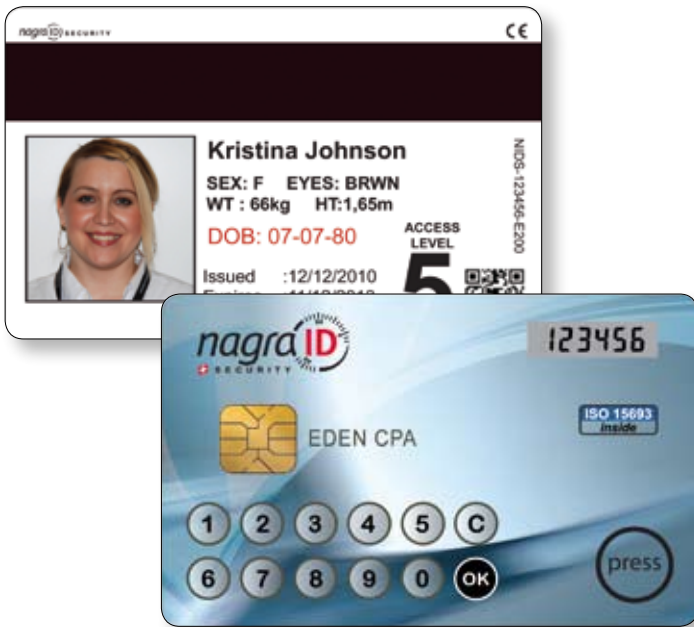 nagra ID SECURITY
CE
Kristina Johnson
SEX: F EYES: BRWN
WT : 66kg HT:1,65m
DOB: 07-07-80
ACCESS
LEVEL
5
Issued :12/12/2010
NIDS-123456-E200
nagra ID
SECURITY
123456
ISO 15693
inside
EDEN CPA
1 2 3 4 5 C
6 7 8 9 0 OK
press